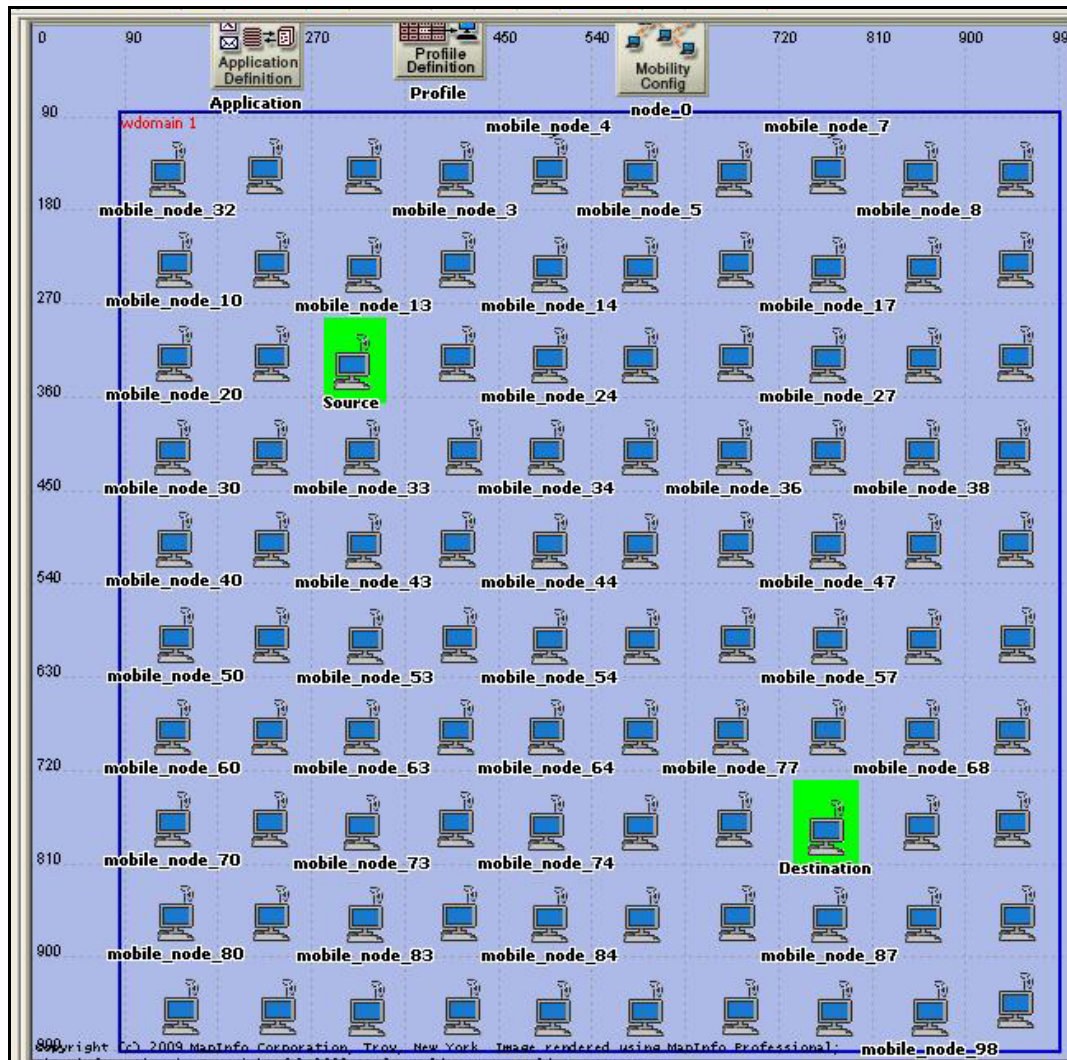 0 90 270 450 540 720 810 900 99
Application Definition
Profiile Definition
Mobility Config
Application
Profile
node_0
90
wdomain 1
mobile_node_4 mobile_node_7
180
mobile_node_32 mobile_node_3 mobile_node_5 mobile_node_8
270
mobile_node_10 mobile_node_13 mobile_node_14 mobile_node_17
360
mobile_node_20 Source mobile_node_24 mobile_node_27
450
mobile_node_30 mobile_node_33 mobile_node_34 mobile_node_36 mobile_node_38
540
mobile_node_40 mobile_node_43 mobile_node_44 mobile_node_47
630
mobile_node_50 mobile_node_53 mobile_node_54 mobile_node_57
720
mobile_node_60 mobile_node_63 mobile_node_64 mobile_node_77 mobile_node_68
810
mobile_node_70 mobile_node_73 mobile_node_74 Destination
900
mobile_node_80 mobile_node_83 mobile_node_84 mobile_node_87
(c) 2009 MapInfo Corporation, Troy, New York. Image rendered using MapInfo Professional;
mobile_node_98